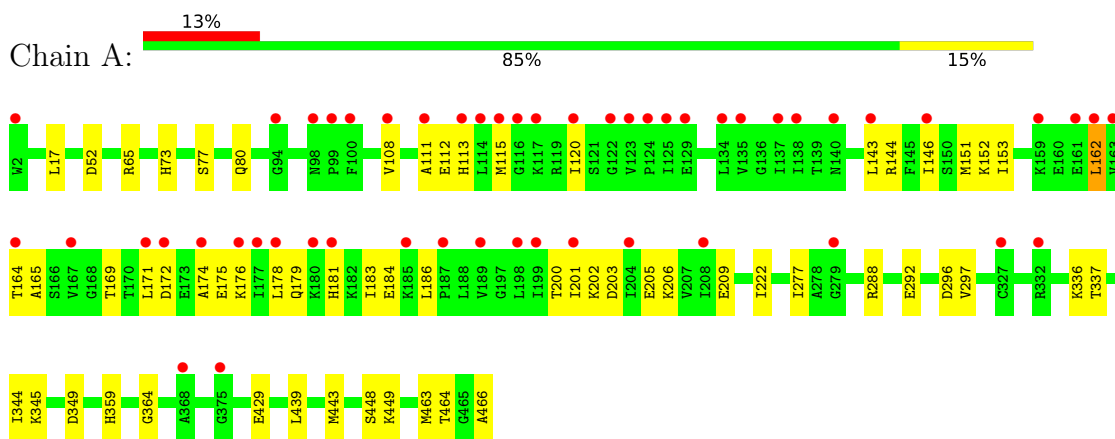 13%
Chain A:
85% 15%
W2 L17 D52 R65 H73 S77 Q80 G94 N98 P99 F100 V108 A111 E112 H113 L114 M115 G116 K117 R119 I120 S121 G122 V123 P124 I125 E129 L134 V135 G136 I137 I138 T139 N140 L143 R144 F145 I146 S150 M151 K152 I153 K159 E160 E161 L162 V163
T164 A165 S166 V167 G168 T169 T170 L171 D172 E173 A174 E175 K176 I177 L178 Q179 K180 H181 K182 I183 E184 K185 L186 P187 L188 V189 G197 L198 I199 T200 I201 K202 D203 I204 E205 K206 V207 I208 E209 I222 I277 A278 G279 R288 E292 D296 V297 C327 R332 K336 T337
I344 K345 D349 H359 G364 A368 G375 E429 L439 M443 S448 K449 M463 T464 G465 A466